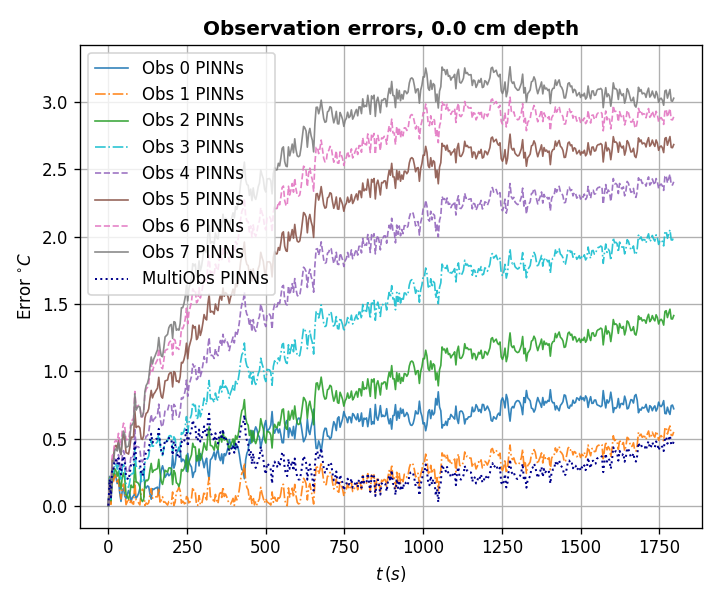 Observation errors, 0.0 cm depth
Obs 0 PINNs
Obs 1 PINNs
Obs 2 PINNs
Obs 3 PINNs
Obs 4 PINNs
Obs 5 PINNs
Obs 6 PINNs
Obs 7 PINNs
MultiObs PINNs
Error °C
3.0
2.5
2.0
1.5
1.0
0.5
0.0
0 250 500 750 1000 1250 1500 1750
t (s)